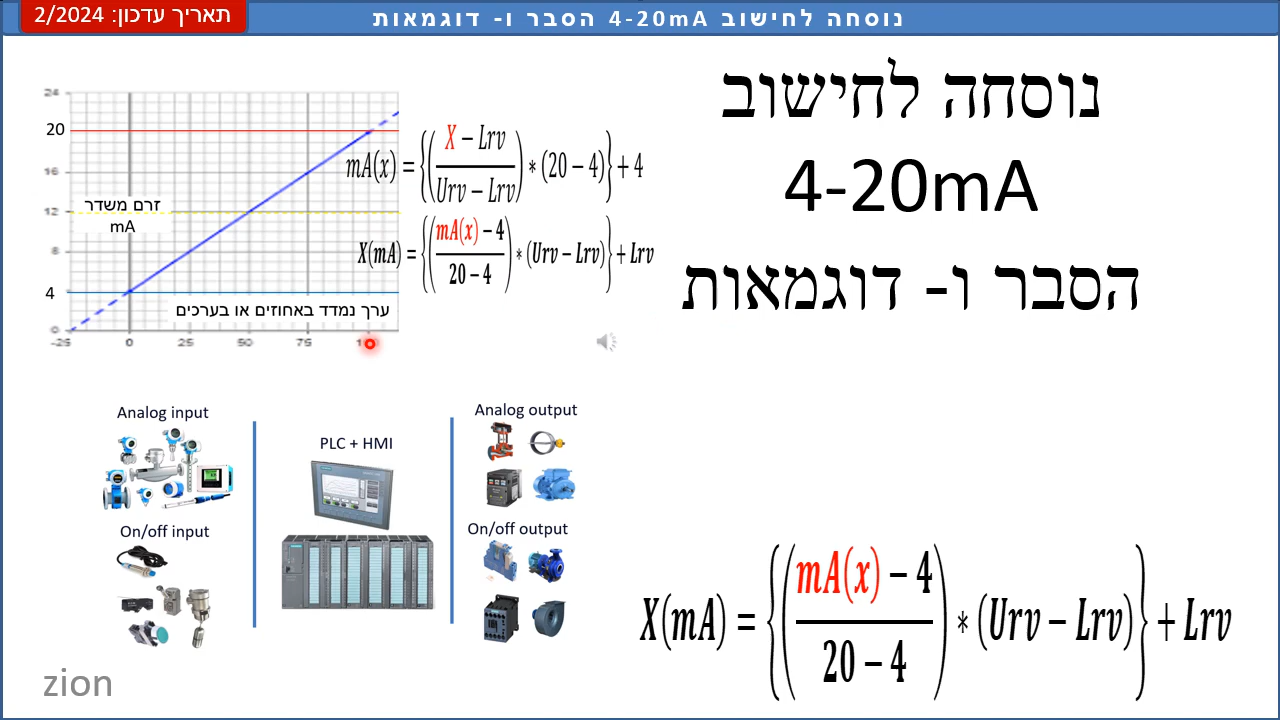 תאריך עדכון: 2/2024
נוסחה לחישוב 4-20mA הסבר ו- דוגמאות
נוסחה לחישוב
4-20mA
הסבר ו- דוגמאות
24
20
16
12
8
4
0
-25 0 25 50 75
זרם משדר
mA
ערך נמדד באחוזים או בערכים
mA(x) = {((X − Lrv)/(Urv − Lrv)) * (20 − 4)} + 4
X(mA) = {((mA(x) − 4)/(20 − 4)) * (Urv − Lrv)} + Lrv
Analog input
On/off input
PLC + HMI
Analog output
On/off output
X(mA) = {((mA(x) − 4)/(20 − 4)) * (Urv − Lrv)} + Lrv
zion